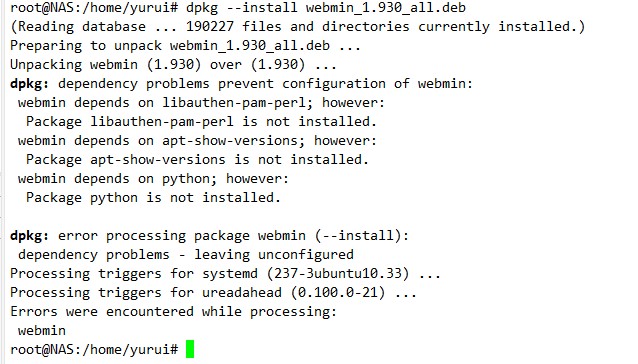 root@NAS:/home/yurui# dpkg --install webmin_1.930_all.deb
(Reading database ... 190227 files and directories currently installed.)
Preparing to unpack webmin_1.930_all.deb ...
Unpacking webmin (1.930) over (1.930) ...
dpkg: dependency problems prevent configuration of webmin:
 webmin depends on libauthen-pam-perl; however:
  Package libauthen-pam-perl is not installed.
 webmin depends on apt-show-versions; however:
  Package apt-show-versions is not installed.
 webmin depends on python; however:
  Package python is not installed.

dpkg: error processing package webmin (--install):
 dependency problems - leaving unconfigured
Processing triggers for systemd (237-3ubuntu10.33) ...
Processing triggers for ureadahead (0.100.0-21) ...
Errors were encountered while processing:
 webmin
root@NAS:/home/yurui#